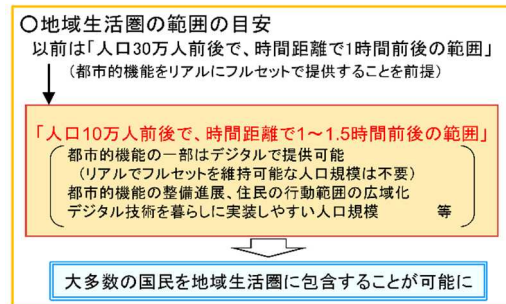 〇地域生活圏の範囲の目安
以前は「人口30万人前後で、時間距離で1時間前後の範囲」
（都市的機能をリアルにフルセットで提供することを前提）
「人口10万人前後で、時間距離で1～1.5時間前後の範囲」
都市的機能の一部はデジタルで提供可能
（リアルでフルセットを維持可能な人口規模は不要）
都市的機能の整備進展、住民の行動範囲の広域化
デジタル技術を暮らしに実装しやすい人口規模　等
大多数の国民を地域生活圏に包含することが可能に